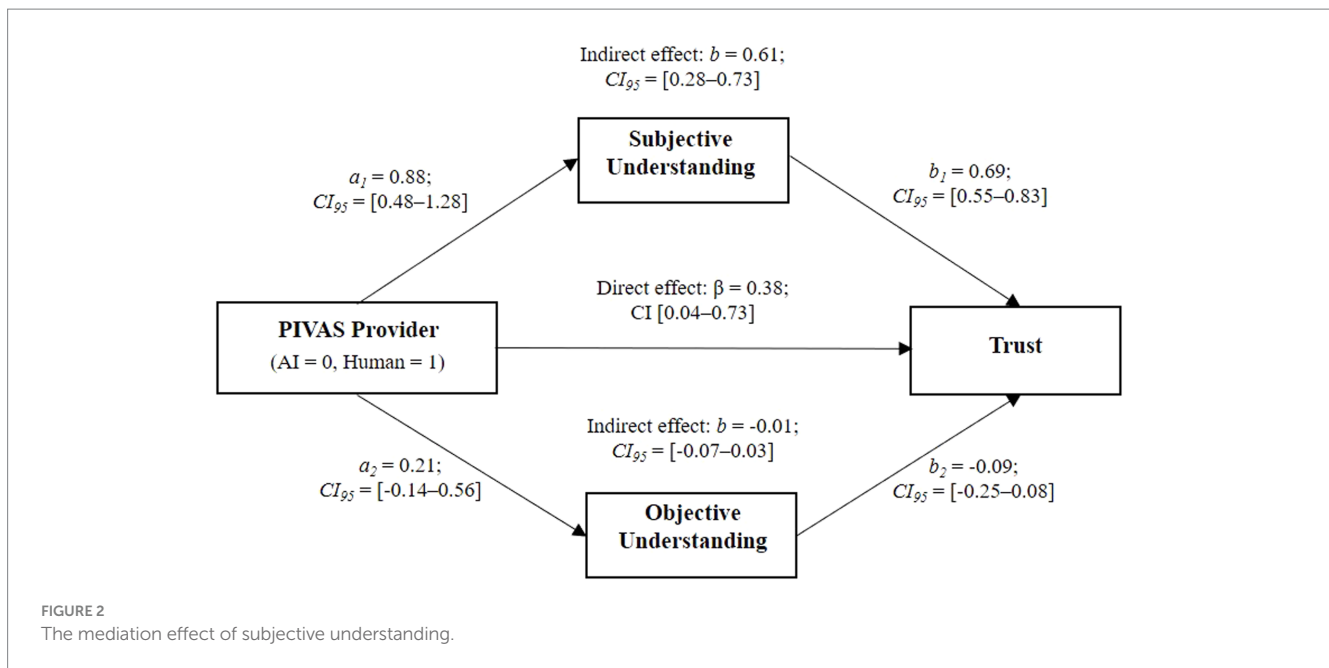 Indirect effect: b = 0.61;
CI95 = [0.28–0.73]
Subjective
Understanding
a1 = 0.88;
CI95 = [0.48–1.28]
b1 = 0.69;
CI95 = [0.55–0.83]
Direct effect: β = 0.38;
CI [0.04–0.73]
PIVAS Provider
(AI = 0, Human = 1)
Trust
Indirect effect: b = -0.01;
CI95 = [-0.07–0.03]
a2 = 0.21;
CI95 = [-0.14–0.56]
b2 = -0.09;
CI95 = [-0.25–0.08]
Objective
Understanding
FIGURE 2
The mediation effect of subjective understanding.